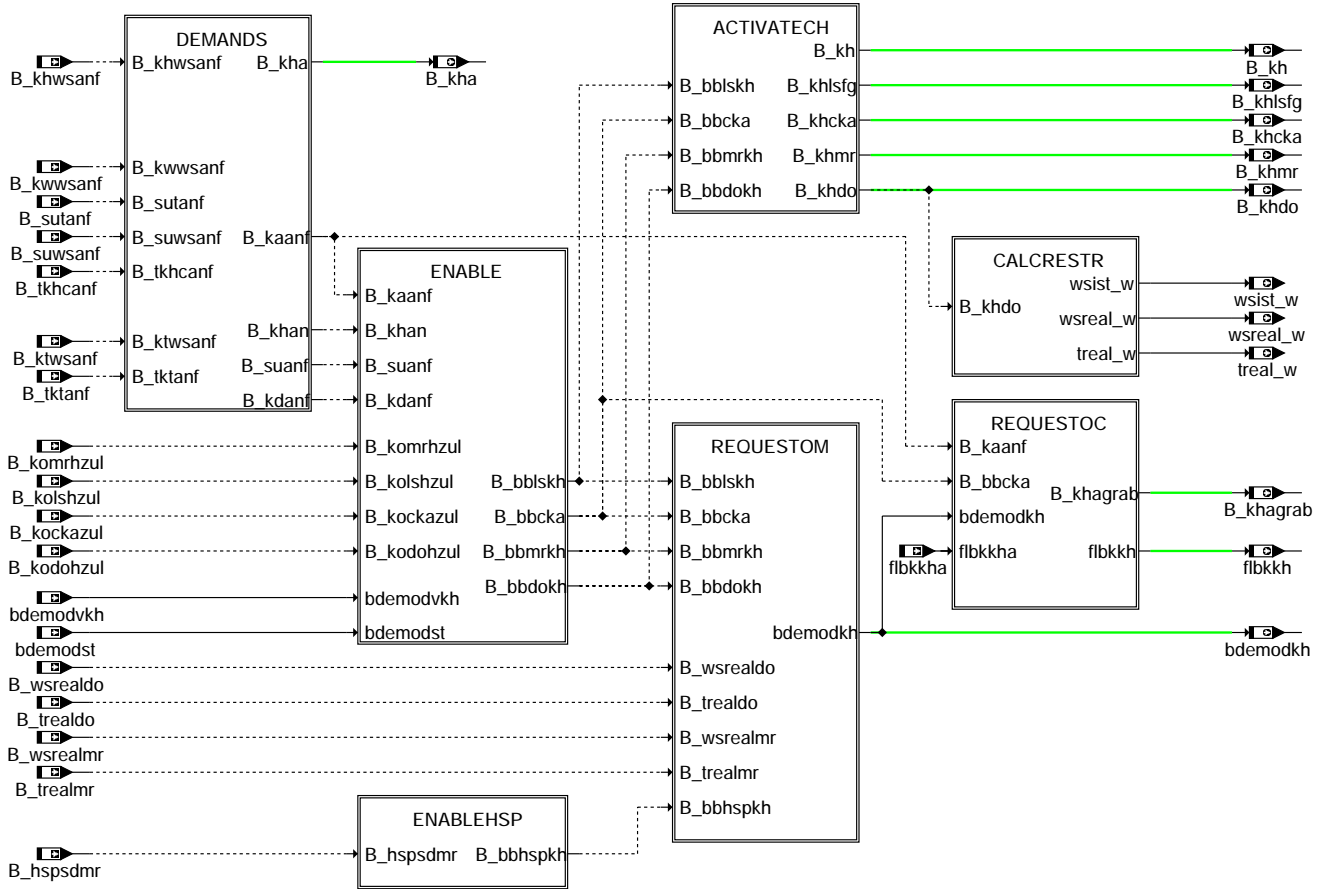 DEMANDS
B_khwsanf
B_khwsanf
B_kha
B_kha
B_kwwsanf
B_kwwsanf
B_sutanf
B_sutanf
B_suwsanf
B_suwsanf
B_kaanf
B_tkhcanf
B_tkhcanf
B_khan
B_ktwsanf
B_ktwsanf
B_suanf
B_tktanf
B_tktanf
B_kdanf
ENABLE
B_kaanf
B_khan
B_suanf
B_kdanf
B_komrhzul
B_komrhzul
B_kolshzul
B_kolshzul
B_bblskh
B_kockazul
B_kockazul
B_bbcka
B_kodohzul
B_kodohzul
B_bbmrkh
B_bbdokh
bdemodvkh
bdemodvkh
bdemodst
bdemodst
B_wsrealdo
B_trealdo
B_wsrealmr
B_trealmr
ENABLEHSP
B_hspsdmr
B_hspsdmr
B_bbhspkh
ACTIVATECH
B_kh
B_kh
B_bblskh
B_khlsfg
B_khlsfg
B_bbcka
B_khcka
B_khcka
B_bbmrkh
B_khmr
B_khmr
B_bbdokh
B_khdo
B_khdo
CALCRESTR
wsist_w
wsist_w
B_khdo
wsreal_w
wsreal_w
treal_w
treal_w
REQUESTOM
B_bblskh
B_bbcka
B_bbmrkh
B_bbdokh
bdemodkh
B_wsrealdo
B_trealdo
B_wsrealmr
B_trealmr
B_bbhspkh
REQUESTOC
B_kaanf
B_bbcka
B_khagrab
B_khagrab
bdemodkh
flbkkha
flbkkha
flbkkh
flbkkh
bdemodkh